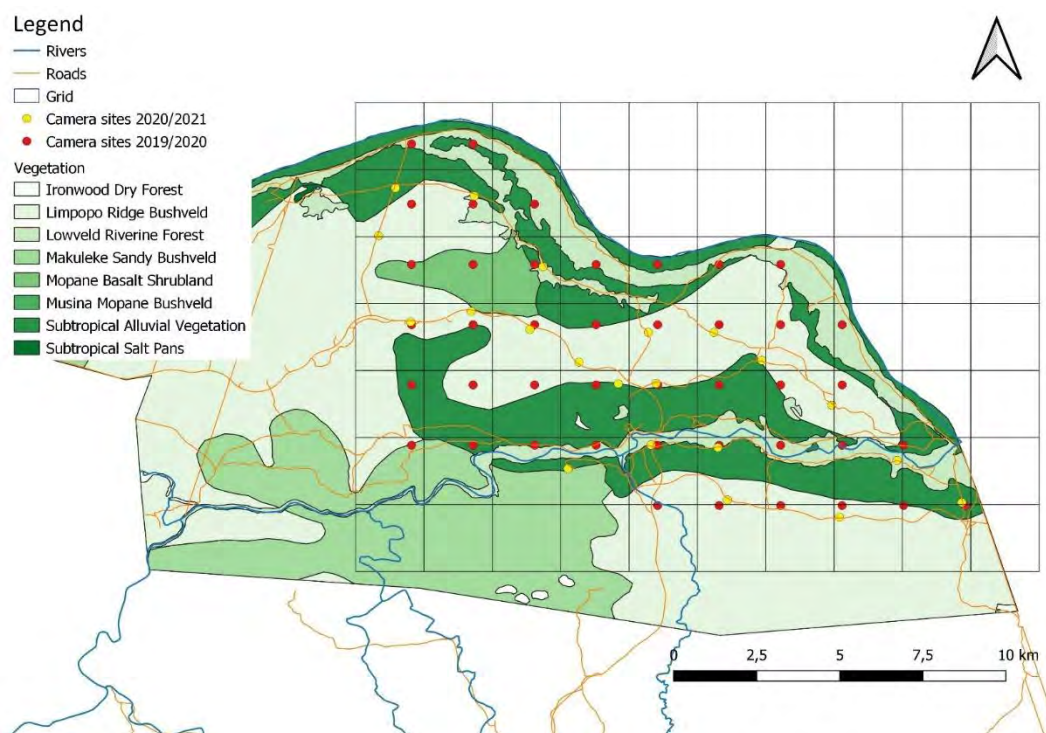 Legend
Rivers
Roads
Grid
Camera sites 2020/2021
Camera sites 2019/2020
Vegetation
Ironwood Dry Forest
Limpopo Ridge Bushveld
Lowveld Riverine Forest
Makuleke Sandy Bushveld
Mopane Basalt Shrubland
Musina Mopane Bushveld
Subtropical Alluvial Vegetation
Subtropical Salt Pans
0 2,5 5 7,5 10 km